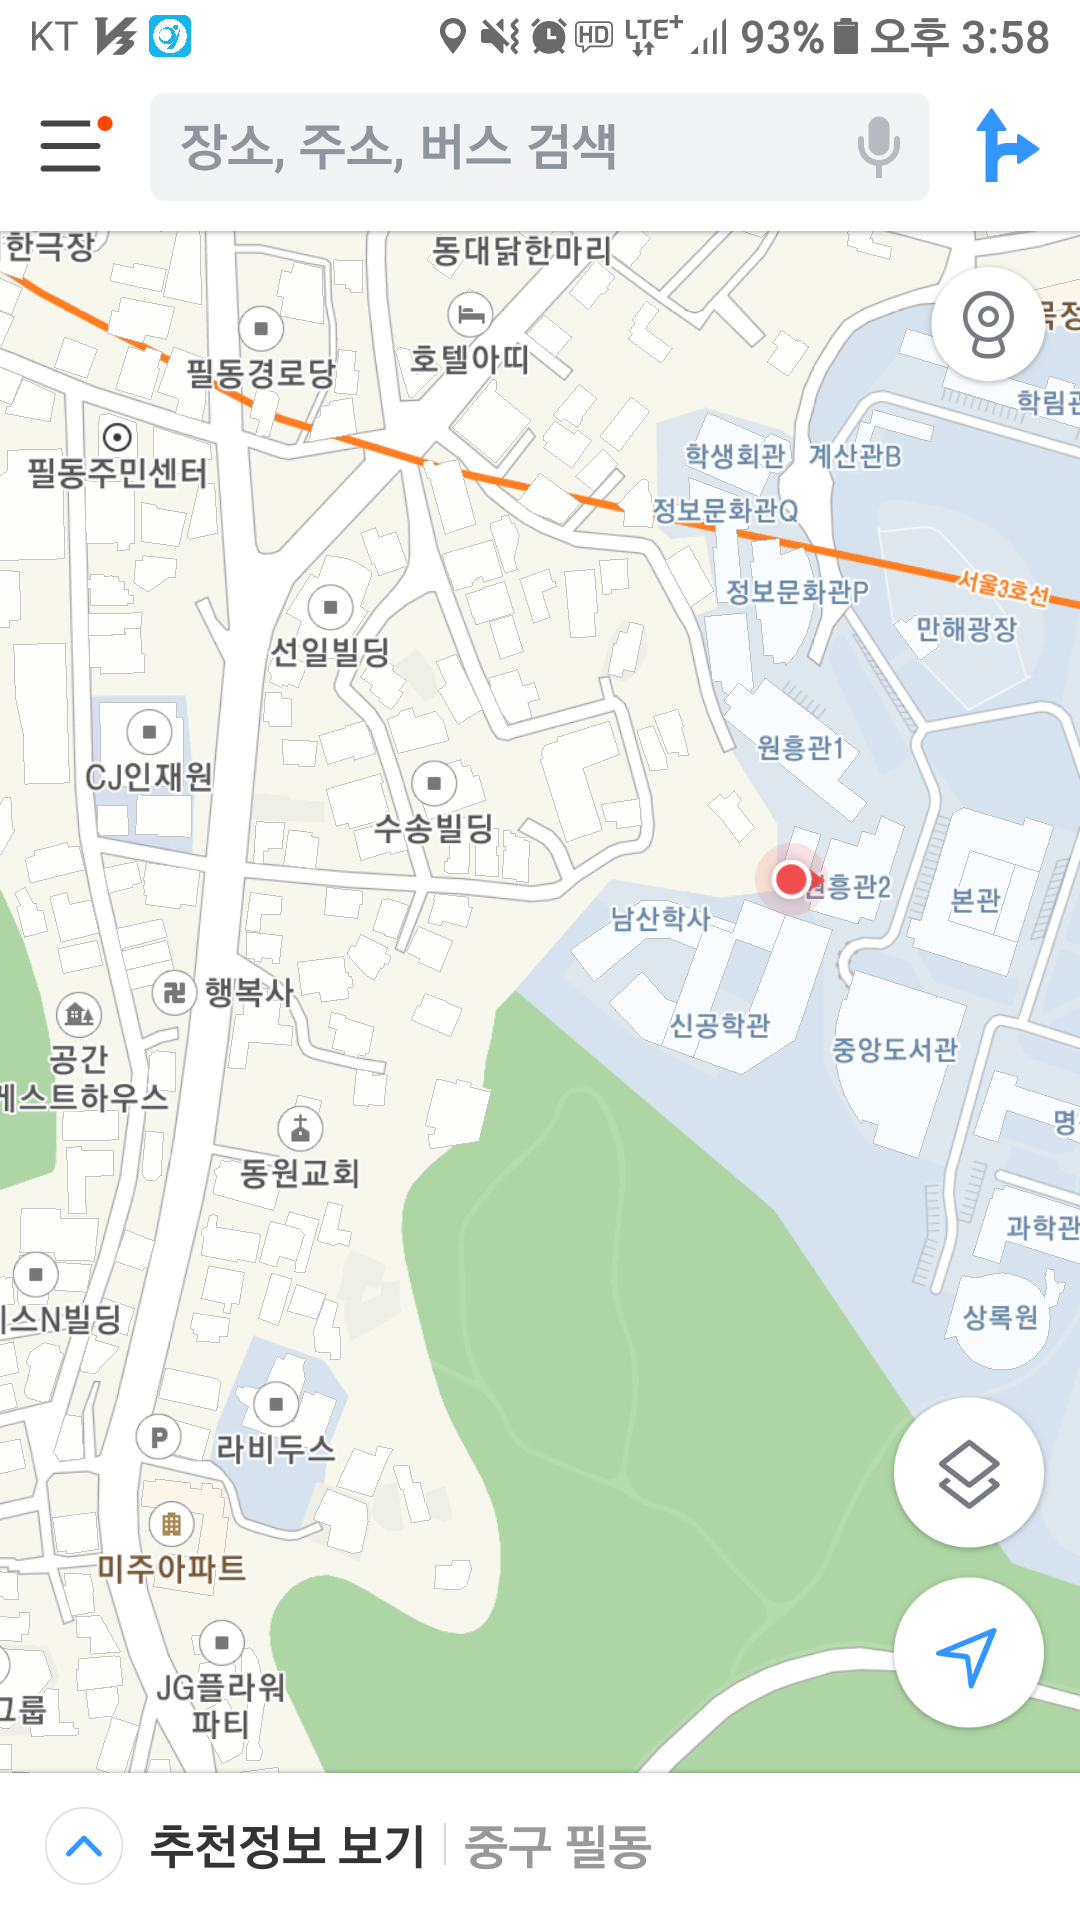 KT
HD
LTE+
93%
오후 3:58
장소, 주소, 버스 검색
한극장
동대닭한마리
호텔아띠
필동경로당
학림관
필동주민센터
학생회관
계산관B
정보문화관Q
서울3호선
정보문화관P
만해광장
선일빌딩
원흥관1
CJ인재원
수송빌딩
원흥관2
본관
남산학사
행복사
신공학관
중앙도서관
공간
게스트하우스
명
동원교회
과학관
스N빌딩
상록원
P
라비두스
미주아파트
JG플라워
파티
그룹
추천정보 보기
중구 필동